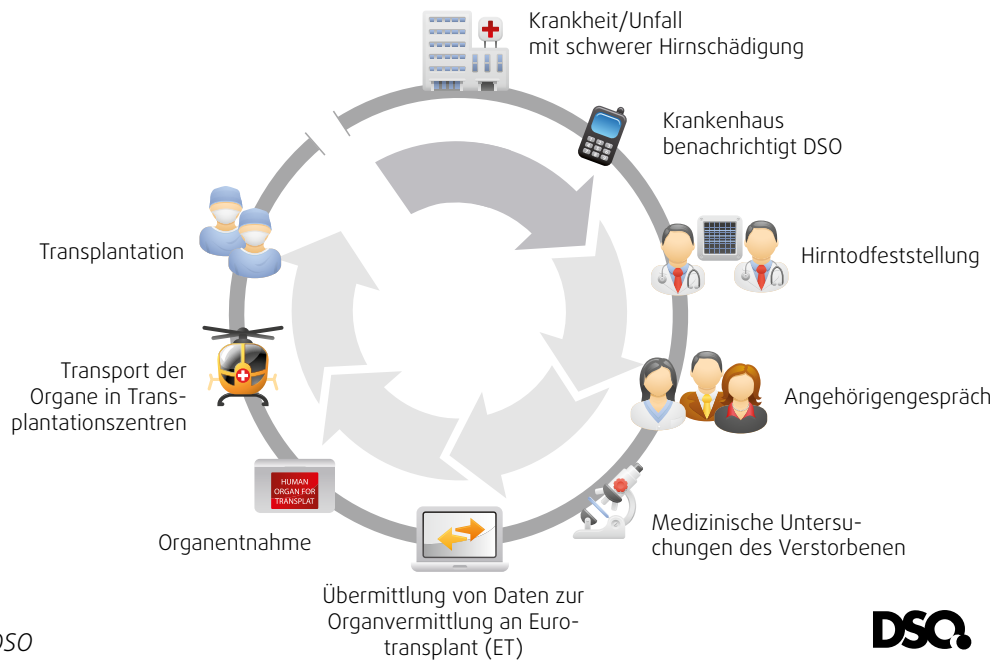 Krankheit/Unfall
mit schwerer Hirnschädigung
Krankenhaus
benachrichtigt DSO
Hirntodfeststellung
Angehörigengespräch
Medizinische Untersu-
chungen des Verstorbenen
Übermittlung von Daten zur
Organvermittlung an Euro-
transplant (ET)
Organentnahme
HUMAN
ORGAN FOR
TRANSPLAT
Transport der
Organe in Trans-
plantationszentren
Transplantation
DSO
DSO.